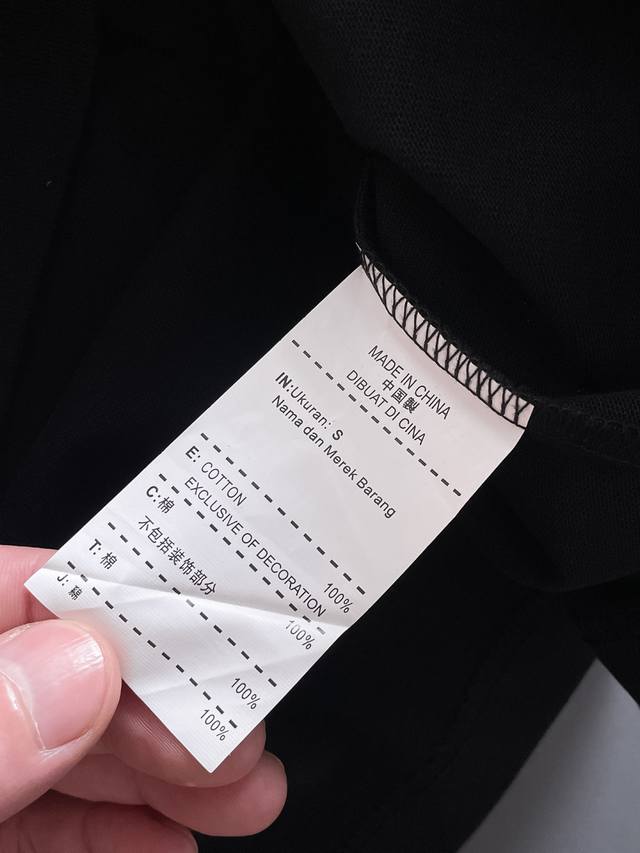 MADE IN CHINA
中国製
DIBUAT DI CINA
IN:Ukuran: S
Nama dan Merek Barang
E: COTTON 100%
EXCLUSIVE OF DECORATION
C:棉 100%
不包括装饰部分
T: 棉 100%
J: 綿 100%